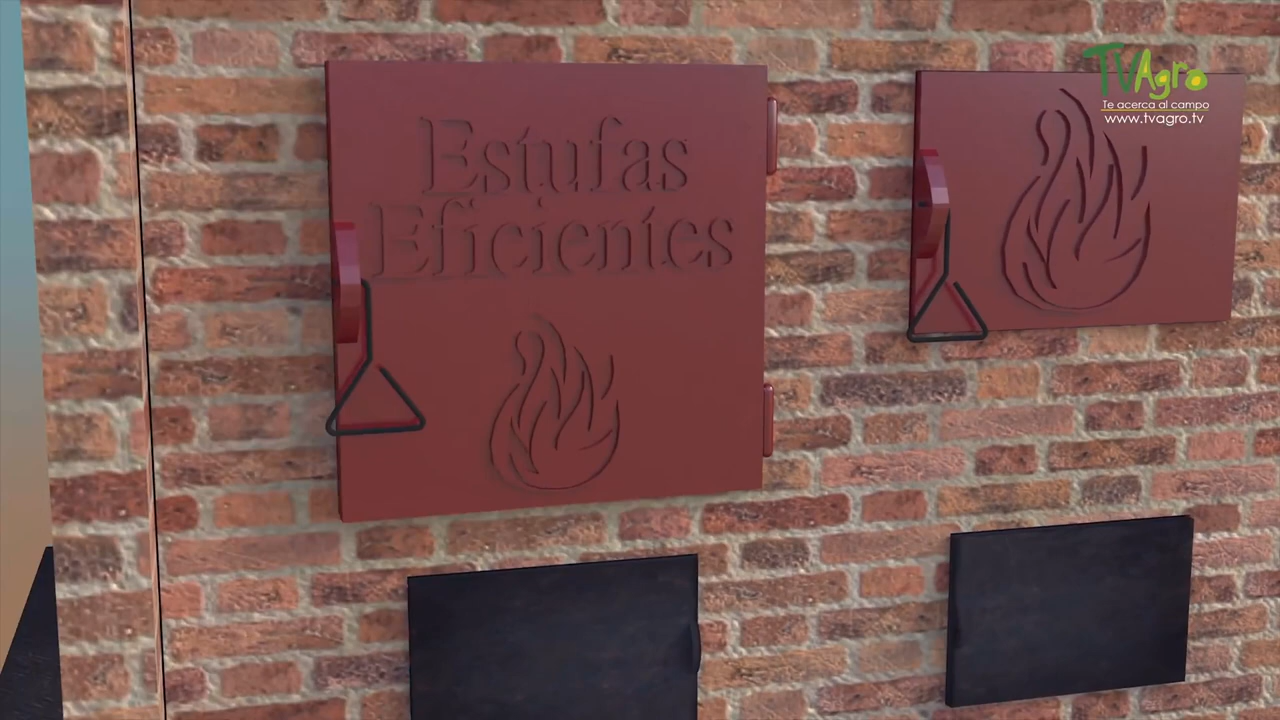 Estufas
Eficientes
TVAgro
Te acerca al campo
www.tvagro.tv